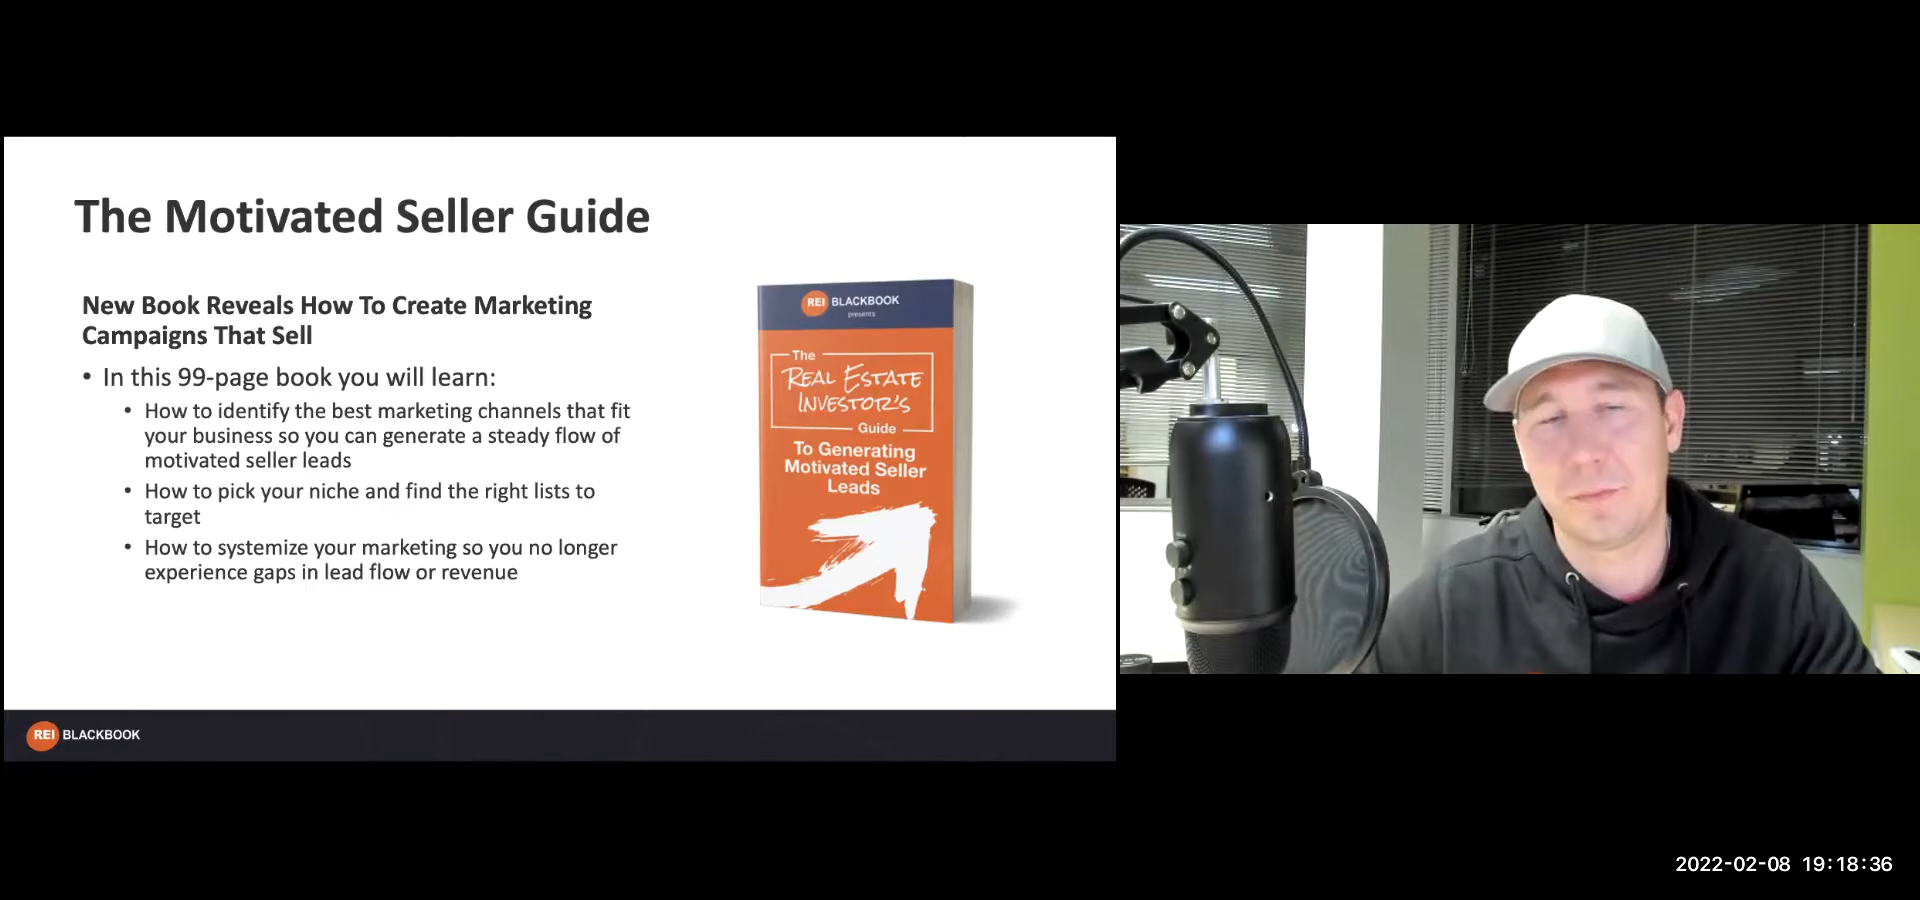 The Motivated Seller Guide
New Book Reveals How To Create Marketing
Campaigns That Sell
• In this 99-page book you will learn:
• How to identify the best marketing channels that fit
your business so you can generate a steady flow of
motivated seller leads
• How to pick your niche and find the right lists to
target
• How to systemize your marketing so you no longer
experience gaps in lead flow or revenue
REI BLACKBOOK
presents
The
REAL ESTATE
INVESTOR'S
Guide
To Generating
Motivated Seller
Leads
REI BLACKBOOK
2022-02-08 19:18:36